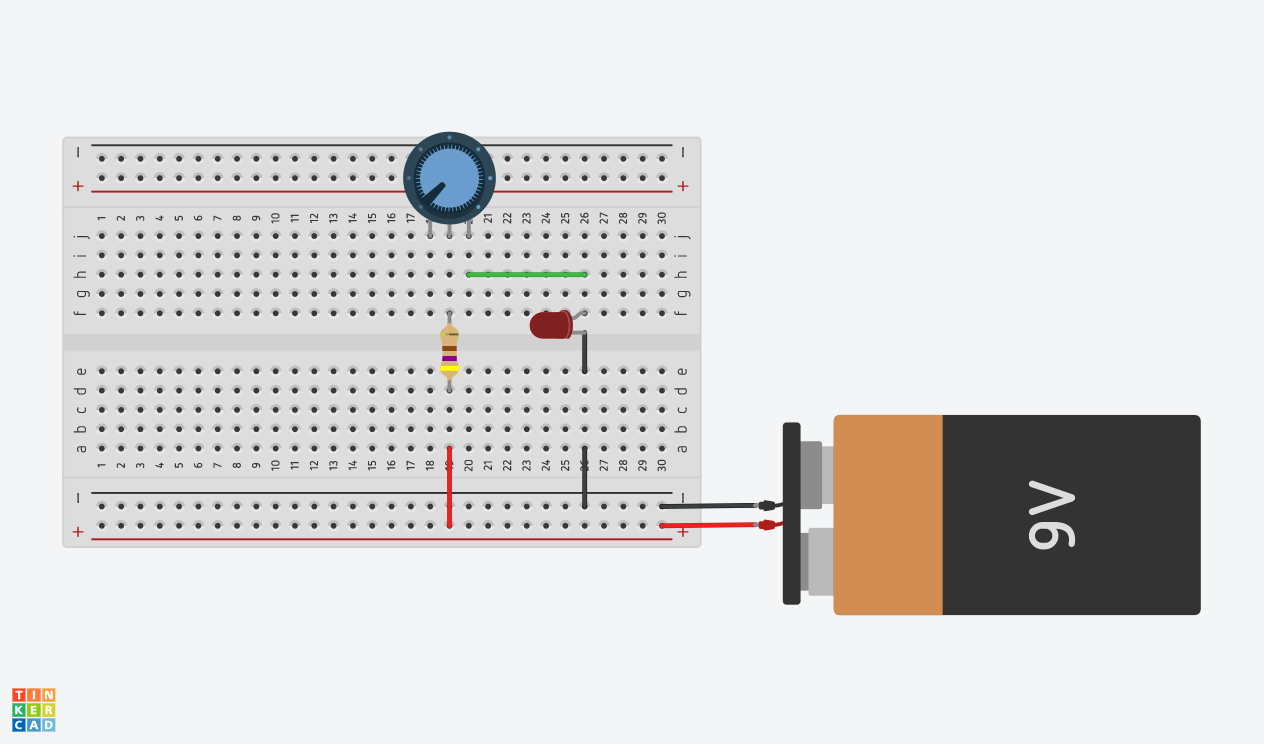 − −
+ +
1 2 3 4 5 6 7 8 9 10 11 12 13 14 15 16 17 21 22 23 24 25 26 27 28 29 30
j j
i i
h h
g g
f f
e e
d d
c c
b b
a a
1 2 3 4 5 6 7 8 9 10 11 12 13 14 15 16 17 18 19 20 21 22 23 24 25 26 27 28 29 30
− −
+ +
9V
TIN
KER
CAD